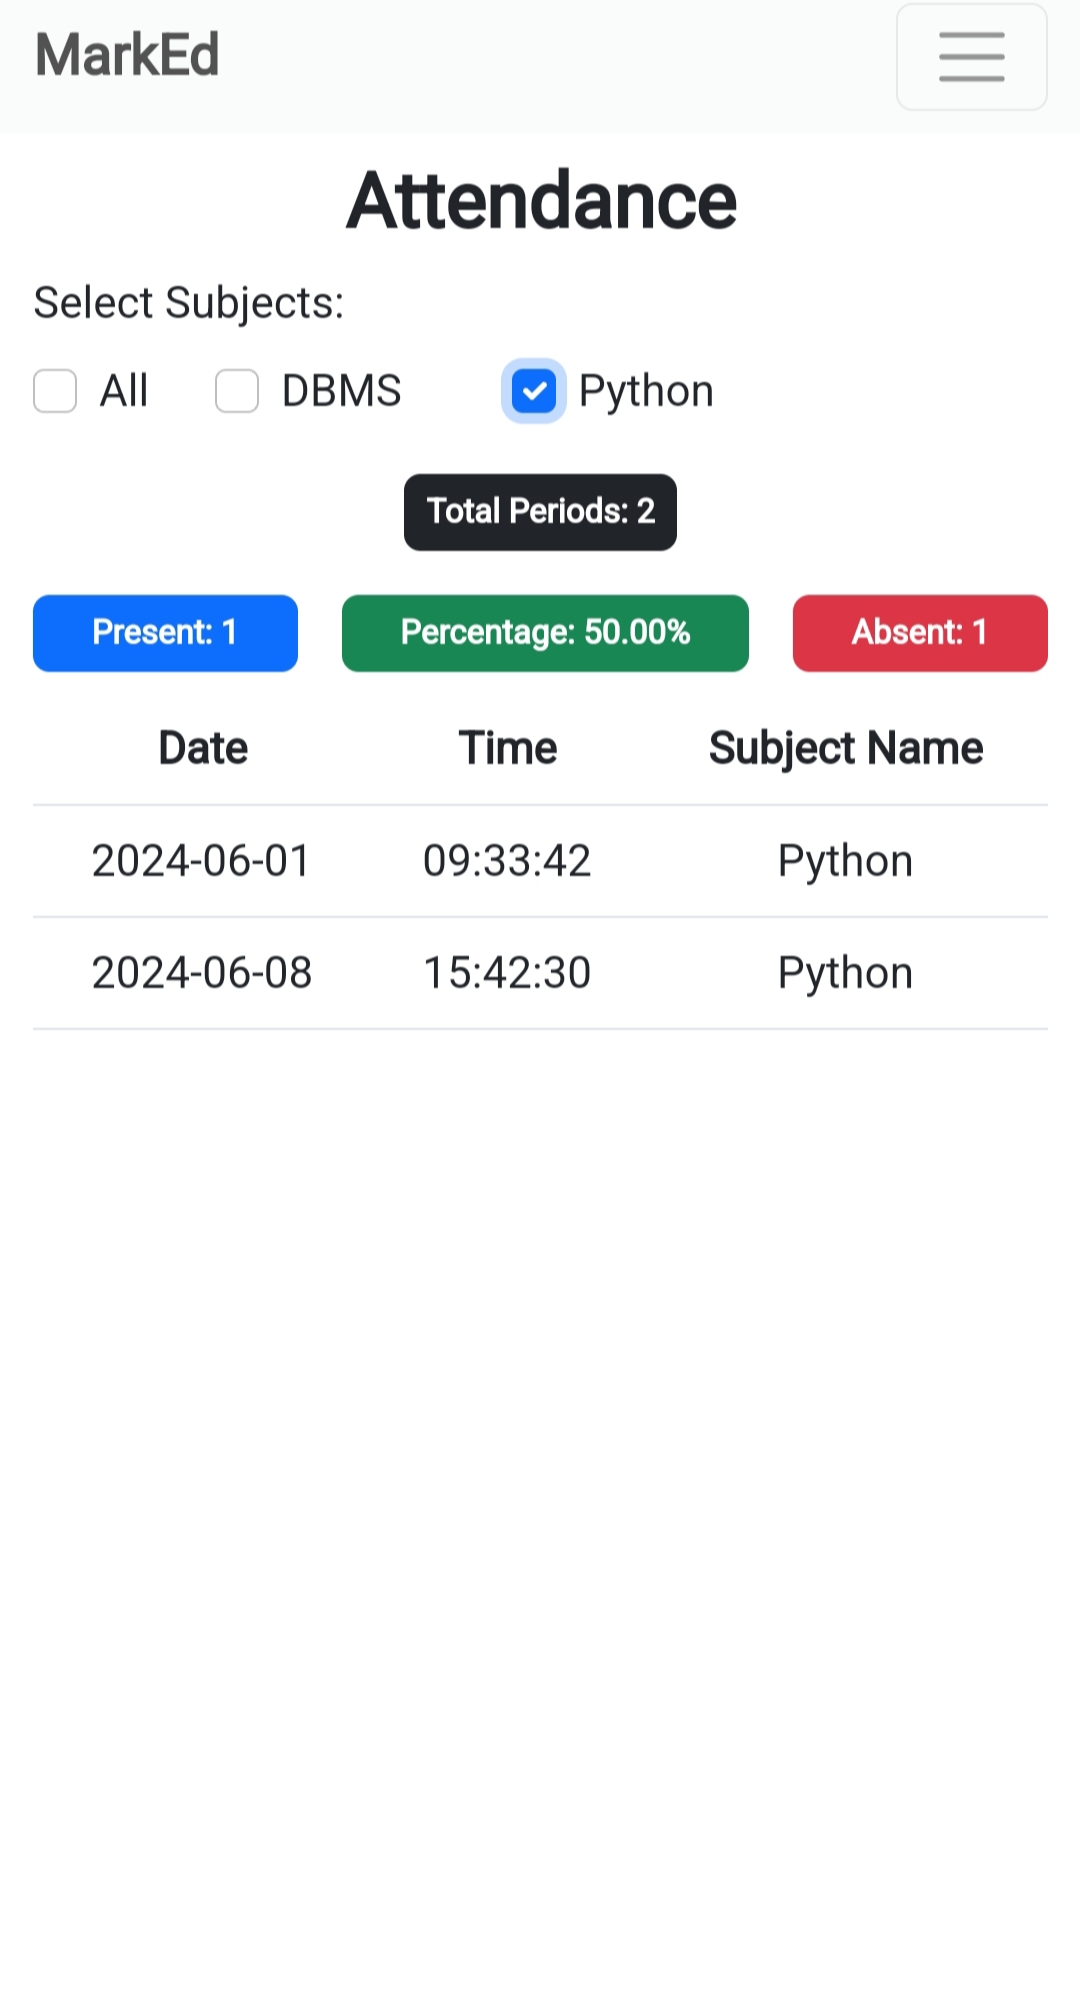 MarkEd
Attendance
Select Subjects:
All DBMS Python
Total Periods: 2
Present: 1 Percentage: 50.00% Absent: 1
Date Time Subject Name
2024-06-01 09:33:42 Python
2024-06-08 15:42:30 Python